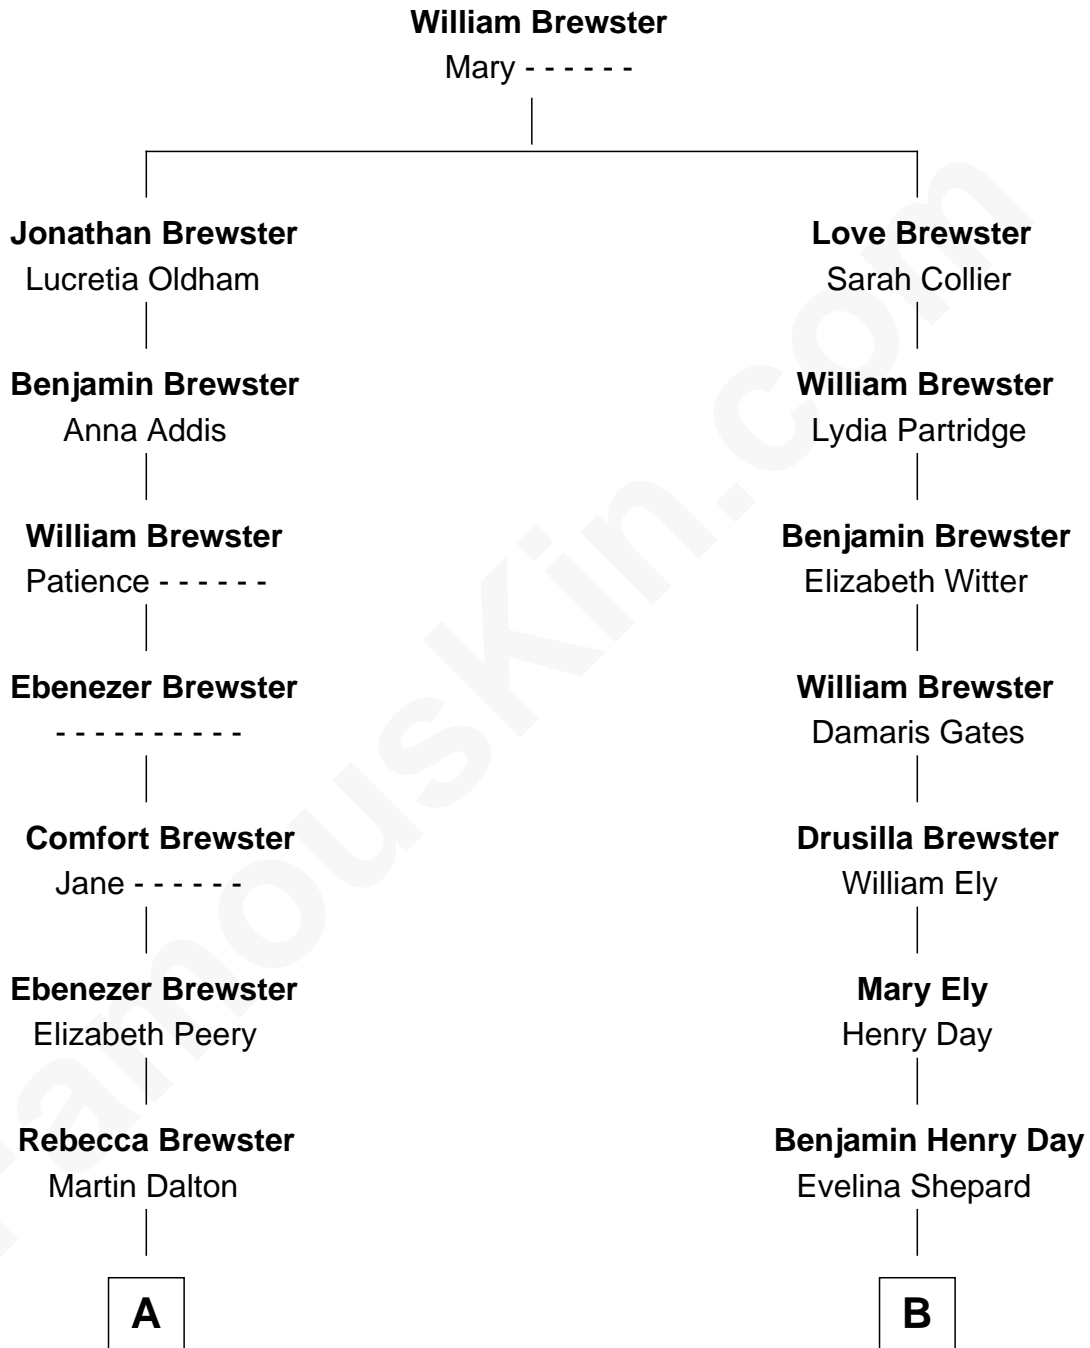 William Brewster
Mary - - - - - -
Jonathan Brewster
Lucretia Oldham
Love Brewster
Sarah Collier
Benjamin Brewster
Anna Addis
William Brewster
Lydia Partridge
William Brewster
Patience - - - - - -
Benjamin Brewster
Elizabeth Witter
Ebenezer Brewster
- - - - - - - - - -
William Brewster
Damaris Gates
Comfort Brewster
Jane - - - - - -
Drusilla Brewster
William Ely
Ebenezer Brewster
Elizabeth Peery
Mary Ely
Henry Day
Rebecca Brewster
Martin Dalton
Benjamin Henry Day
Evelina Shepard
A
B
FamousKin.com